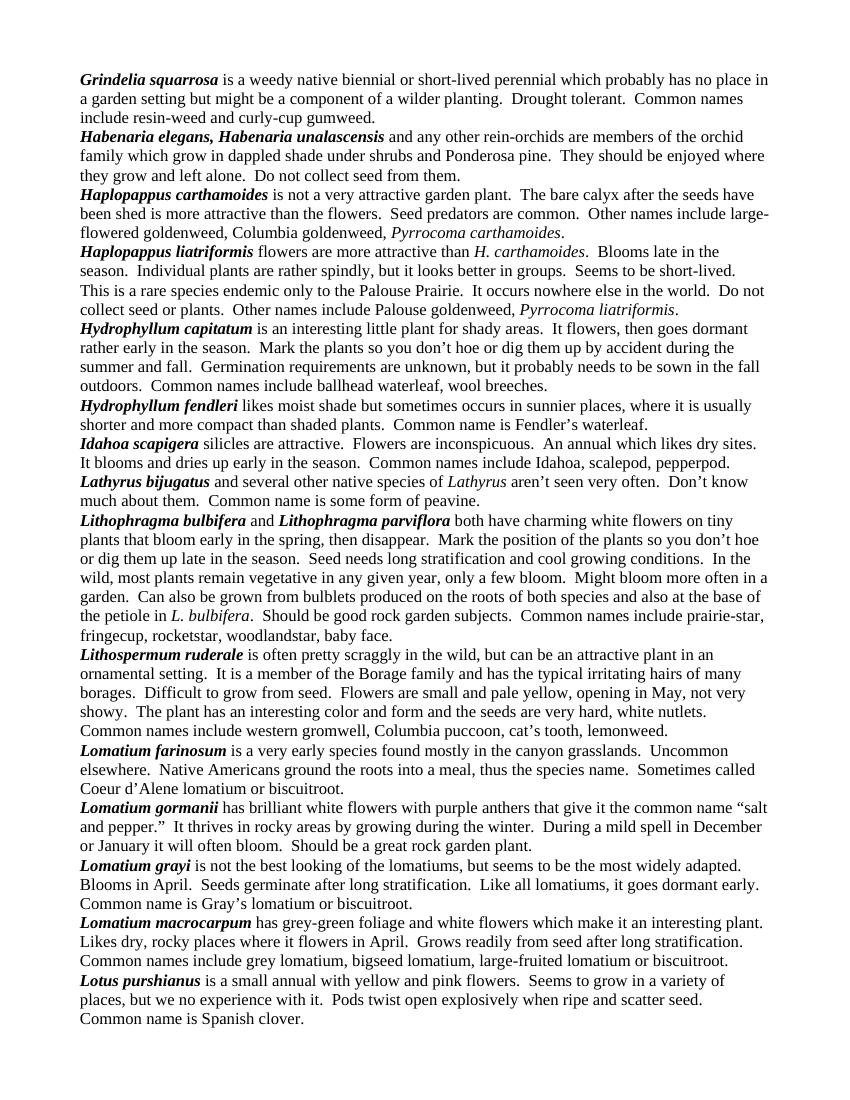 Grindelia squarrosa is a weedy native biennial or short-lived perennial which probably has no place in
a garden setting but might be a component of a wilder planting.  Drought tolerant.  Common names
include resin-weed and curly-cup gumweed.
Habenaria elegans, Habenaria unalascensis and any other rein-orchids are members of the orchid
family which grow in dappled shade under shrubs and Ponderosa pine.  They should be enjoyed where
they grow and left alone.  Do not collect seed from them.
Haplopappus carthamoides is not a very attractive garden plant.  The bare calyx after the seeds have
been shed is more attractive than the flowers.  Seed predators are common.  Other names include large-
flowered goldenweed, Columbia goldenweed, Pyrrocoma carthamoides.
Haplopappus liatriformis flowers are more attractive than H. carthamoides.  Blooms late in the
season.  Individual plants are rather spindly, but it looks better in groups.  Seems to be short-lived.
This is a rare species endemic only to the Palouse Prairie.  It occurs nowhere else in the world.  Do not
collect seed or plants.  Other names include Palouse goldenweed, Pyrrocoma liatriformis.
Hydrophyllum capitatum is an interesting little plant for shady areas.  It flowers, then goes dormant
rather early in the season.  Mark the plants so you don’t hoe or dig them up by accident during the
summer and fall.  Germination requirements are unknown, but it probably needs to be sown in the fall
outdoors.  Common names include ballhead waterleaf, wool breeches.
Hydrophyllum fendleri likes moist shade but sometimes occurs in sunnier places, where it is usually
shorter and more compact than shaded plants.  Common name is Fendler’s waterleaf.
Idahoa scapigera silicles are attractive.  Flowers are inconspicuous.  An annual which likes dry sites.
It blooms and dries up early in the season.  Common names include Idahoa, scalepod, pepperpod.
Lathyrus bijugatus and several other native species of Lathyrus aren’t seen very often.  Don’t know
much about them.  Common name is some form of peavine.
Lithophragma bulbifera and Lithophragma parviflora both have charming white flowers on tiny
plants that bloom early in the spring, then disappear.  Mark the position of the plants so you don’t hoe
or dig them up late in the season.  Seed needs long stratification and cool growing conditions.  In the
wild, most plants remain vegetative in any given year, only a few bloom.  Might bloom more often in a
garden.  Can also be grown from bulblets produced on the roots of both species and also at the base of
the petiole in L. bulbifera.  Should be good rock garden subjects.  Common names include prairie-star,
fringecup, rocketstar, woodlandstar, baby face.
Lithospermum ruderale is often pretty scraggly in the wild, but can be an attractive plant in an
ornamental setting.  It is a member of the Borage family and has the typical irritating hairs of many
borages.  Difficult to grow from seed.  Flowers are small and pale yellow, opening in May, not very
showy.  The plant has an interesting color and form and the seeds are very hard, white nutlets.
Common names include western gromwell, Columbia puccoon, cat’s tooth, lemonweed.
Lomatium farinosum is a very early species found mostly in the canyon grasslands.  Uncommon
elsewhere.  Native Americans ground the roots into a meal, thus the species name.  Sometimes called
Coeur d’Alene lomatium or biscuitroot.
Lomatium gormanii has brilliant white flowers with purple anthers that give it the common name “salt
and pepper.”  It thrives in rocky areas by growing during the winter.  During a mild spell in December
or January it will often bloom.  Should be a great rock garden plant.
Lomatium grayi is not the best looking of the lomatiums, but seems to be the most widely adapted.
Blooms in April.  Seeds germinate after long stratification.  Like all lomatiums, it goes dormant early.
Common name is Gray’s lomatium or biscuitroot.
Lomatium macrocarpum has grey-green foliage and white flowers which make it an interesting plant.
Likes dry, rocky places where it flowers in April.  Grows readily from seed after long stratification.
Common names include grey lomatium, bigseed lomatium, large-fruited lomatium or biscuitroot.
Lotus purshianus is a small annual with yellow and pink flowers.  Seems to grow in a variety of
places, but we no experience with it.  Pods twist open explosively when ripe and scatter seed.
Common name is Spanish clover.